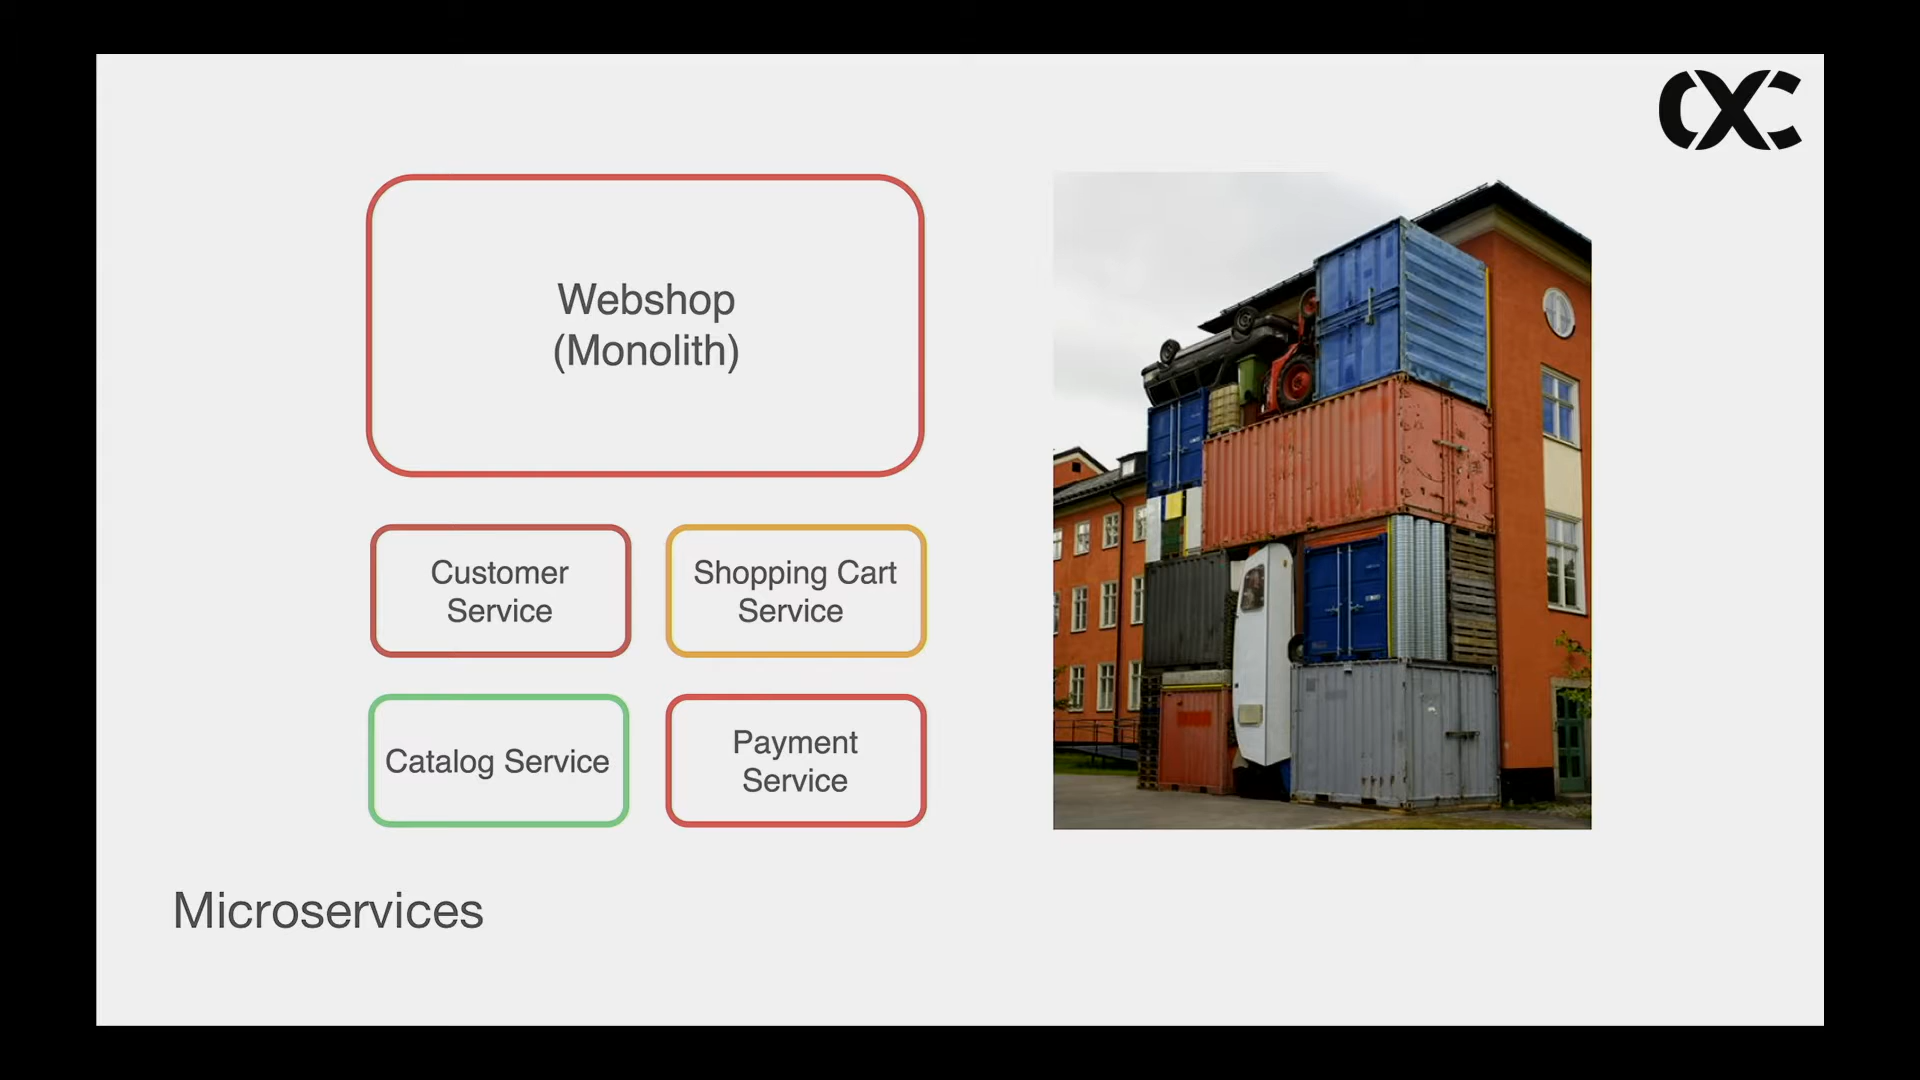 Webshop
(Monolith)
Customer
Service
Shopping Cart
Service
Catalog Service
Payment
Service
Microservices